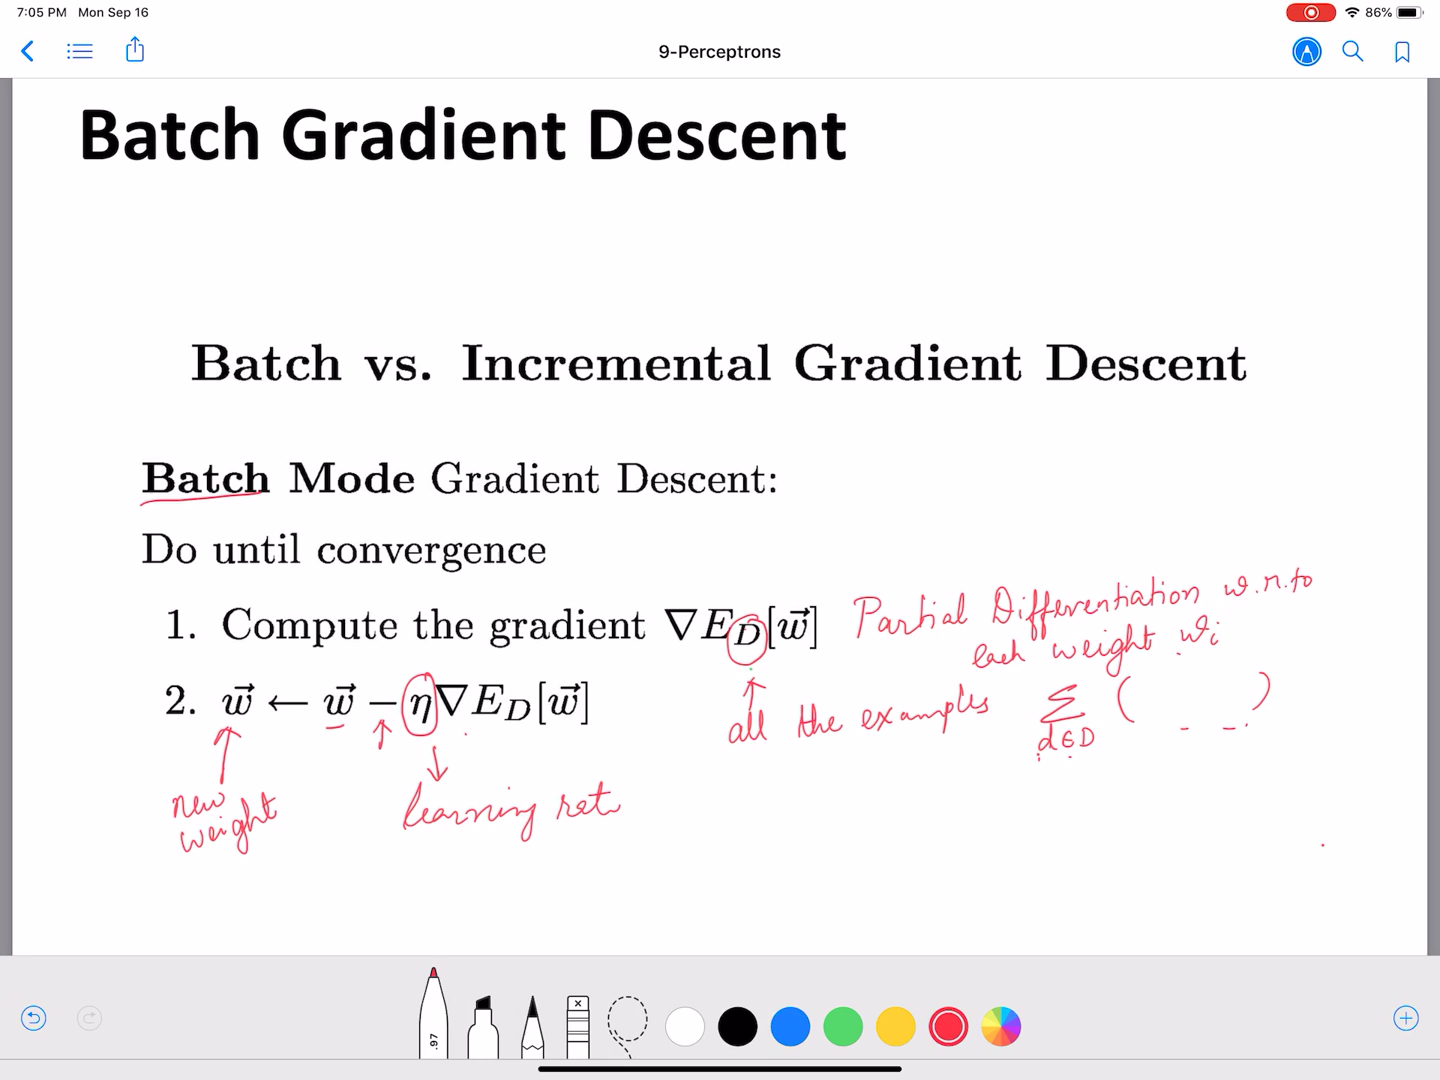 7:05 PM Mon Sep 16
86%
9-Perceptrons
Batch Gradient Descent
Batch vs. Incremental Gradient Descent
Batch Mode Gradient Descent:
Do until convergence
1. Compute the gradient ∇E_D[w⃗] Partial Differentiation w.r.to
each weight wi
2. w⃗ ← w⃗ − η∇E_D[w⃗]
all the examples Σ d∈D ( )
new
weight
learning rat
.97